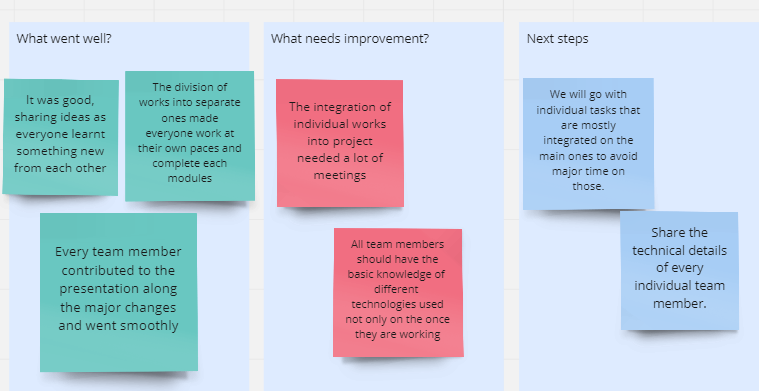 What went well?
It was good,
sharing ideas as
everyone learnt
something new
from each other
The division of
works into separate
ones made
everyone work at
their own paces and
complete each
modules
Every team member
contributed to the
presentation along
the major changes
and went smoothly
What needs improvement?
The integration of
individual works
into project
needed a lot of
meetings
All team members
should have the
basic knowledge of
different
technologies used
not only on the once
they are working
Next steps
We will go with
individual tasks that
are mostly
integrated on the
main ones to avoid
major time on
those.
Share the
technical details
of every
individual team
member.